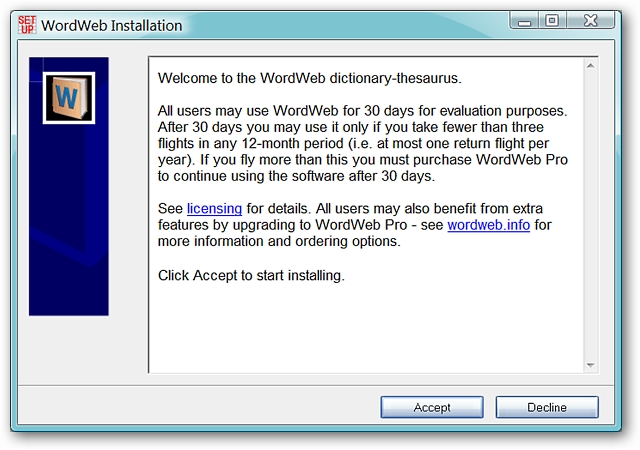 SET UP WordWeb Installation
W
Welcome to the WordWeb dictionary-thesaurus.
All users may use WordWeb for 30 days for evaluation purposes.
After 30 days you may use it only if you take fewer than three
flights in any 12-month period (i.e. at most one return flight per
year). If you fly more than this you must purchase WordWeb Pro
to continue using the software after 30 days.
See licensing for details. All users may also benefit from extra
features by upgrading to WordWeb Pro - see wordweb.info for
more information and ordering options.
Click Accept to start installing.
Accept Decline